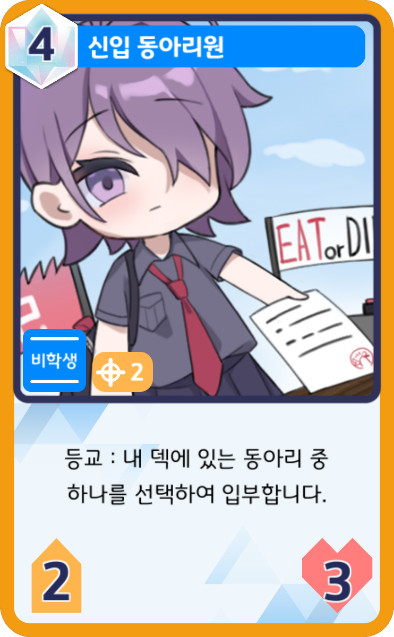 4
신입 동아리원
EAT or DI
비학생
2
등교 : 내 덱에 있는 동아리 중
하나를 선택하여 입부합니다.
2
3